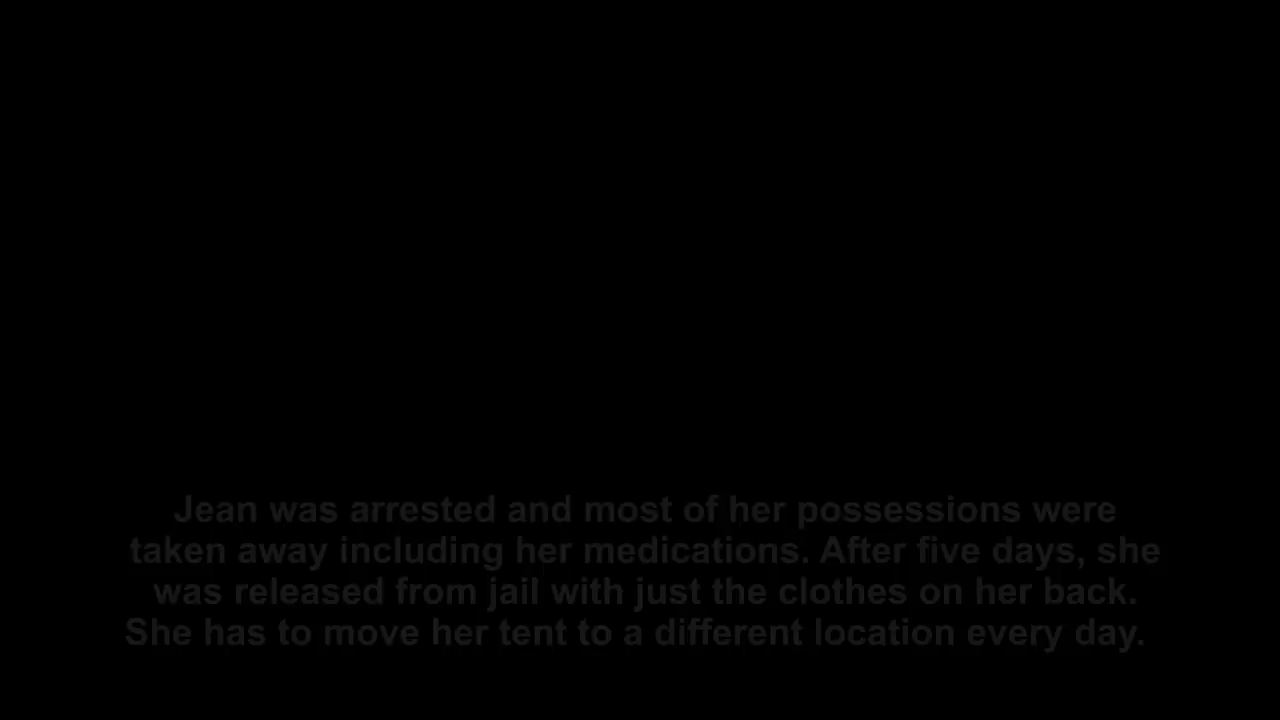 Jean was arrested and most of her possessions were
taken away including her medications. After five days, she
was released from jail with just the clothes on her back.
She has to move her tent to a different location every day.